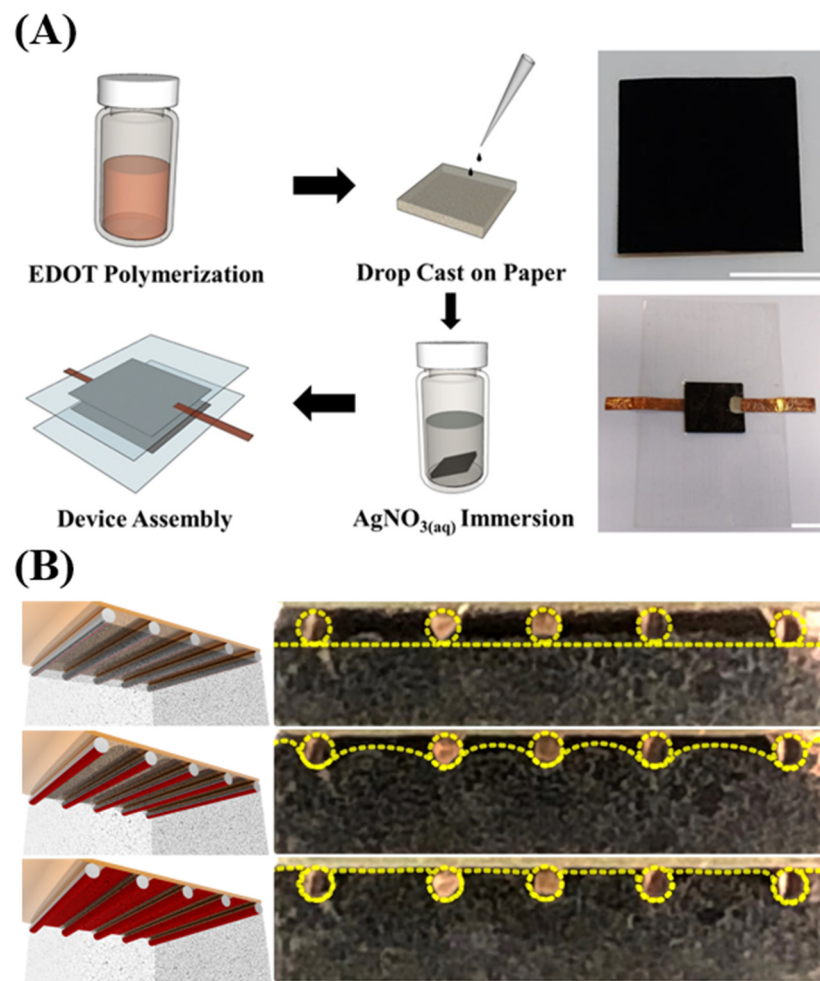 (A)
EDOT Polymerization
Drop Cast on Paper
Device Assembly
AgNO3(aq) Immersion
(B)